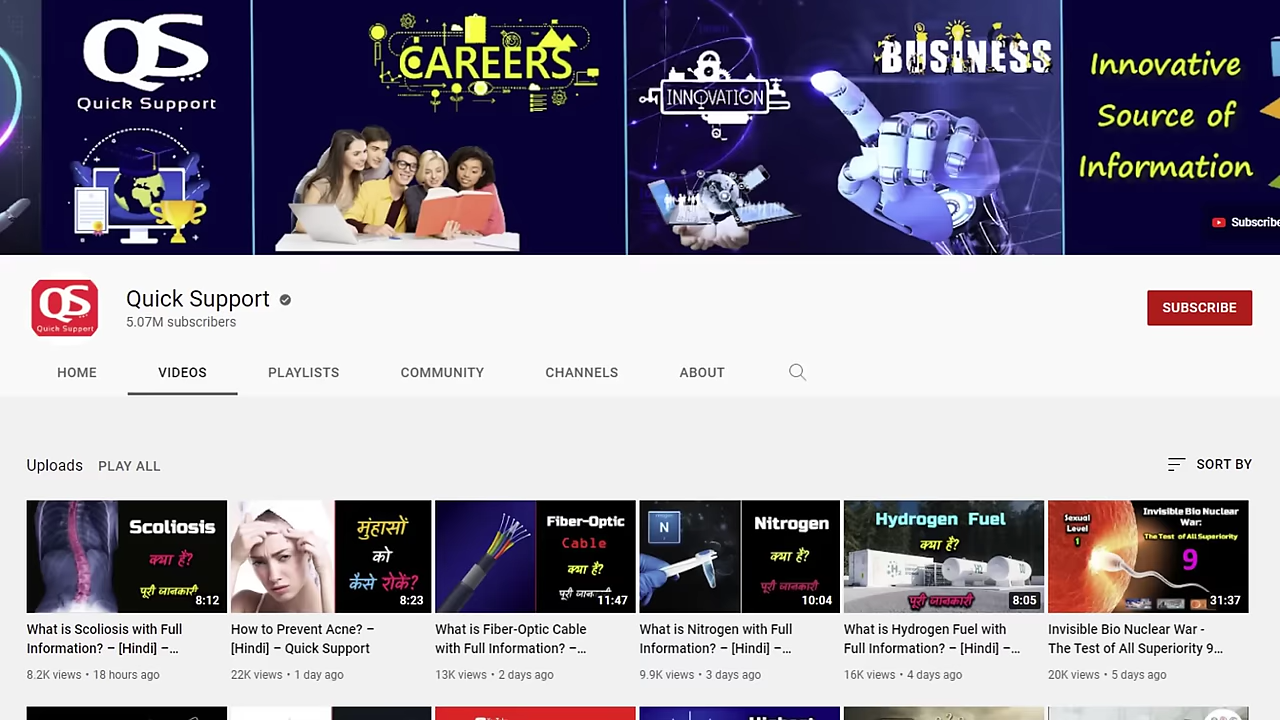 QS
Quick Support
CAREERS
INNOVATION
BUSINESS
Innovative
Source of
Information
Subscribe
QS
Quick Support
Quick Support
5.07M subscribers
SUBSCRIBE
HOME
VIDEOS
PLAYLISTS
COMMUNITY
CHANNELS
ABOUT
Uploads
PLAY ALL
SORT BY
Scoliosis
क्या है?
पूरी जानकारी
8:12
मुंहासों
को
कैसे रोकें?
8:23
Fiber-Optic
Cable
क्या है?
पूरी
11:47
N
Nitrogen
क्या है?
पूरी जानकारी
10:04
Hydrogen Fuel
क्या है?
पूरी जानकारी
8:05
Sexual
Level
1
Invisible Bio Nuclear
War:
The Test of All Superiority
9
31:37
What is Scoliosis with Full
Information? – [Hindi] –...
8.2K views • 18 hours ago
How to Prevent Acne? –
[Hindi] – Quick Support
22K views • 1 day ago
What is Fiber-Optic Cable
with Full Information? –...
13K views • 2 days ago
What is Nitrogen with Full
Information? – [Hindi] –...
9.9K views • 3 days ago
What is Hydrogen Fuel with
Full Information? – [Hindi] –...
16K views • 4 days ago
Invisible Bio Nuclear War -
The Test of All Superiority 9...
20K views • 5 days ago